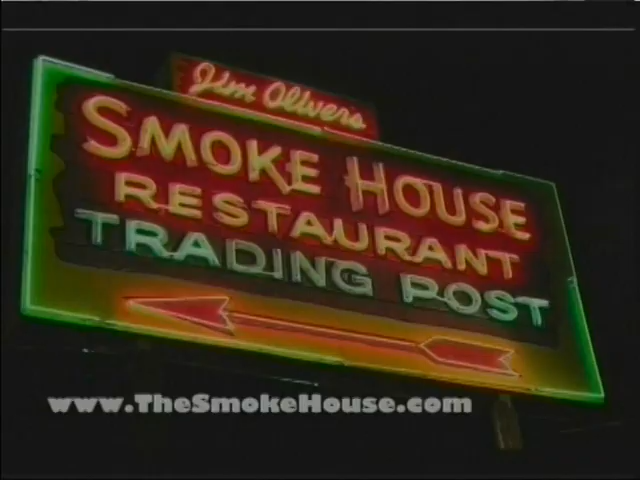 Jim Oliver's
SMOKE HOUSE
RESTAURANT
TRADING POST
www.TheSmokeHouse.com